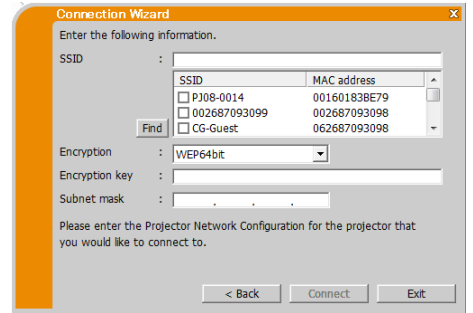 Connection Wizard x
Enter the following information.
SSID :
SSID MAC address
PJ08-0014 00160183BE79
002687093099 002687093098
Find CG-Guest 062687093098
Encryption : WEP64bit
Encryption key :
Subnet mask : . . .
Please enter the Projector Network Configuration for the projector that
you would like to connect to.
< Back Connect Exit